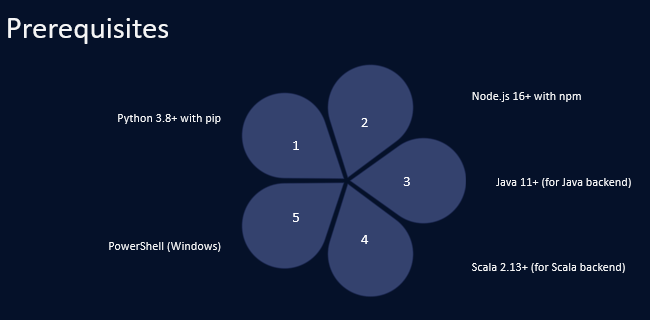 Prerequisites
Python 3.8+ with pip
1
2
Node.js 16+ with npm
3
Java 11+ (for Java backend)
4
Scala 2.13+ (for Scala backend)
5
PowerShell (Windows)